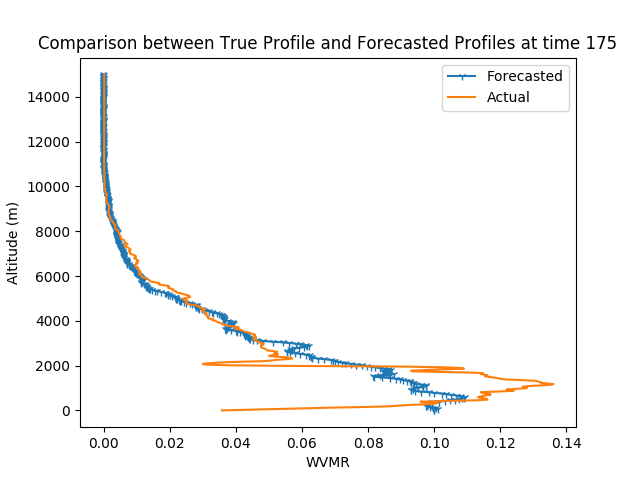 Comparison between True Profile and Forecasted Profiles at time 175
Forecasted
Actual
14000
12000
10000
8000
6000
4000
2000
0
Altitude (m)
0.00 0.02 0.04 0.06 0.08 0.10 0.12 0.14
WVMR